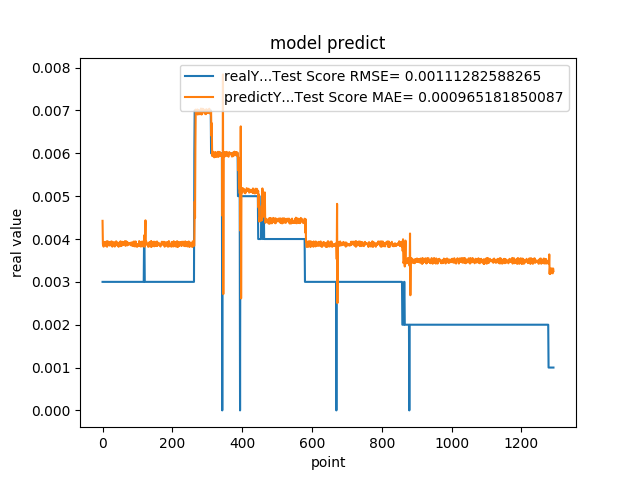 model predict
realY...Test Score RMSE= 0.00111282588265
predictY...Test Score MAE= 0.000965181850087
0.008
0.007
0.006
0.005
0.004
0.003
0.002
0.001
0.000
real value
0 200 400 600 800 1000 1200
point